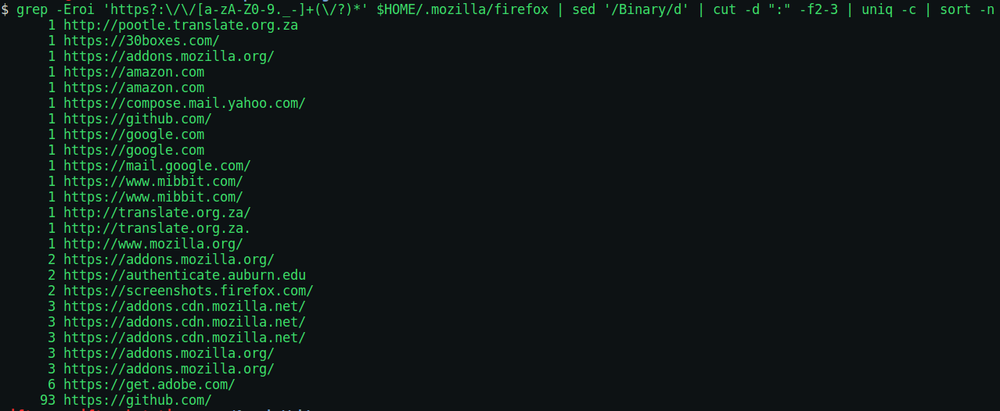 $ grep -Eroi 'https?:\/\/[a-zA-Z0-9._-]+(\/?)*' $HOME/.mozilla/firefox | sed '/Binary/d' | cut -d ":" -f2-3 | uniq -c | sort -n
1 http://pootle.translate.org.za
1 https://30boxes.com/
1 https://addons.mozilla.org/
1 https://amazon.com
1 https://amazon.com
1 https://compose.mail.yahoo.com/
1 https://github.com/
1 https://google.com
1 https://google.com
1 https://mail.google.com/
1 https://www.mibbit.com/
1 https://www.mibbit.com/
1 http://translate.org.za/
1 http://translate.org.za.
1 http://www.mozilla.org/
2 https://addons.mozilla.org/
2 https://authenticate.auburn.edu
2 https://screenshots.firefox.com/
3 https://addons.cdn.mozilla.net/
3 https://addons.cdn.mozilla.net/
3 https://addons.cdn.mozilla.net/
3 https://addons.mozilla.org/
3 https://addons.mozilla.org/
6 https://get.adobe.com/
93 https://github.com/